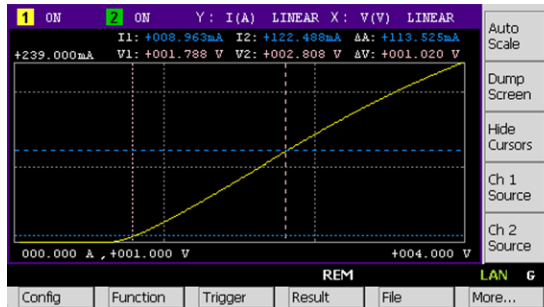 1 ON 2 ON Y: I(A) LINEAR X: V(V) LINEAR
I1: +008.963mA I2: +122.488mA ΔA: +113.525mA
+239.000mA V1: +001.788 V V2: +002.808 V ΔV: +001.020 V
000.000 A ,+001.000 V +004.000 V
Auto
Scale
Dump
Screen
Hide
Cursors
Ch 1
Source
Ch 2
Source
REM LAN G
Config Function Trigger Result File More...